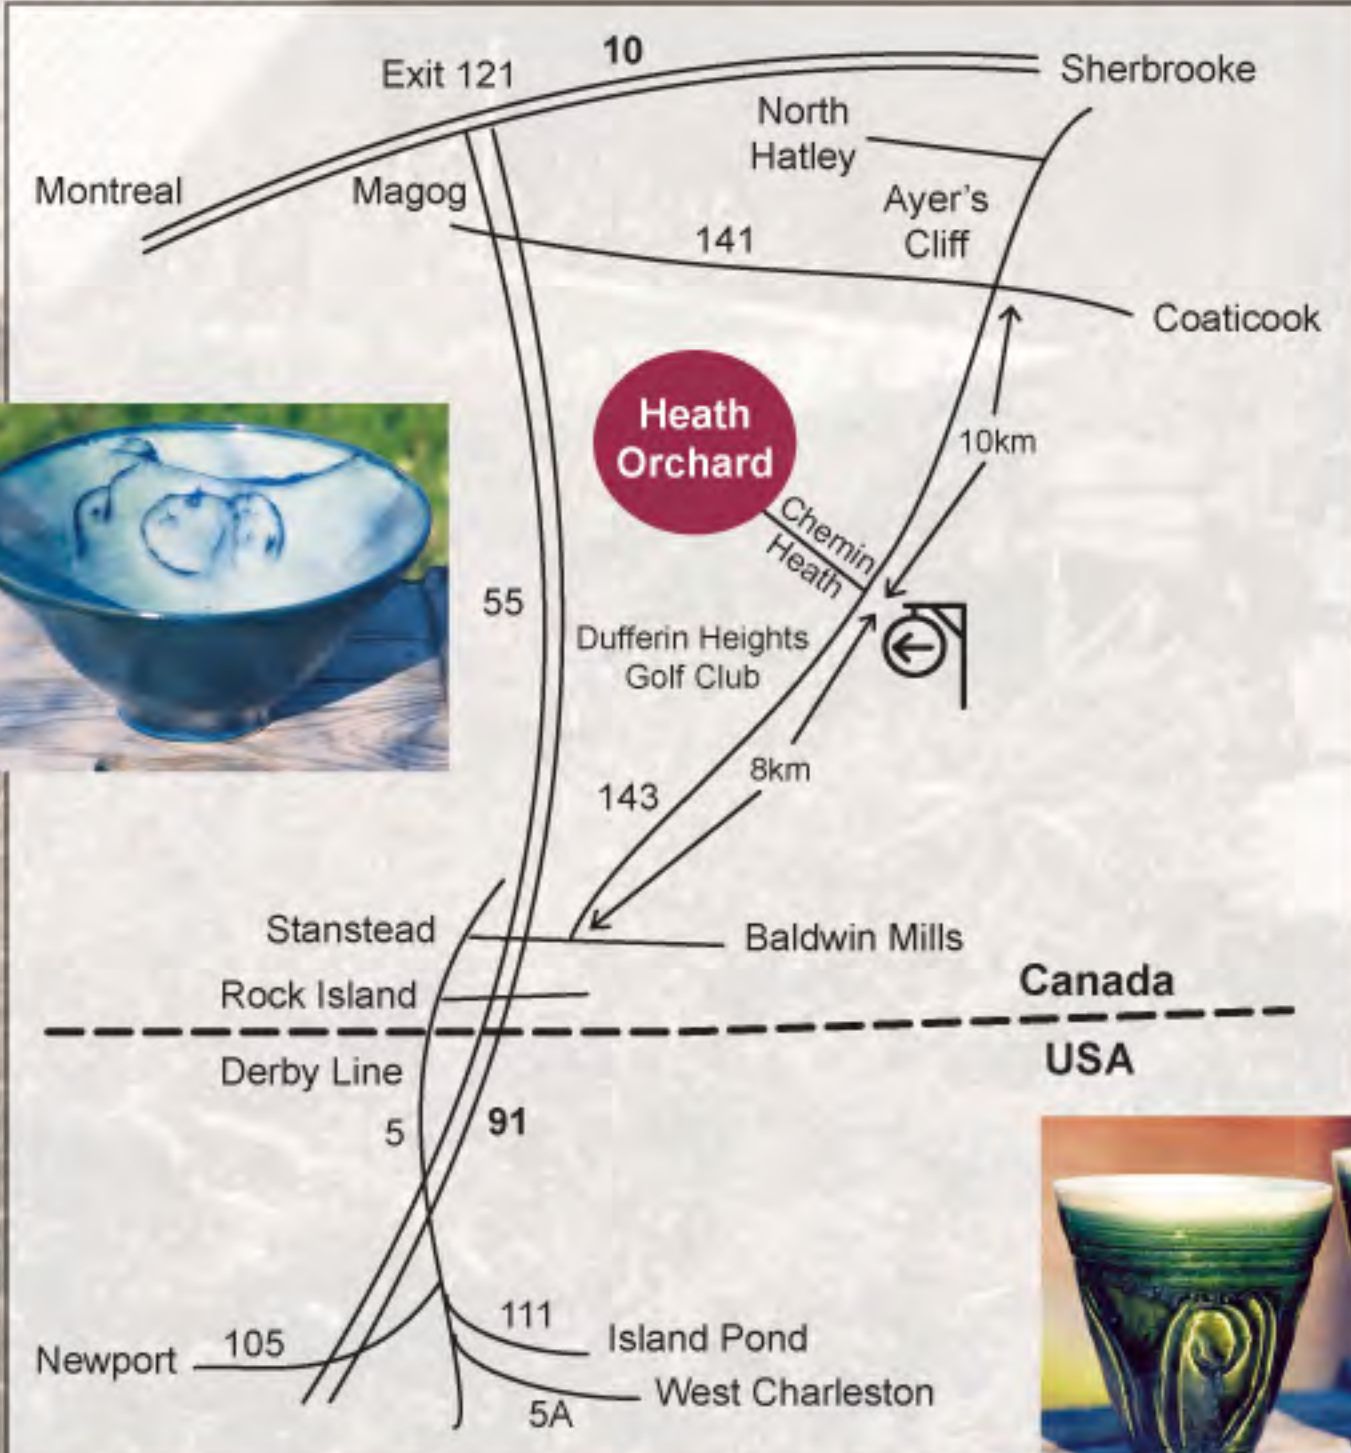 10
Exit 121
Sherbrooke
North
Hatley
Montreal
Magog
Ayer's
Cliff
141
Coaticook
Heath
Orchard
10km
Chemin
Heath
55
Dufferin Heights
Golf Club
8km
143
Stanstead
Baldwin Mills
Rock Island
Canada
Derby Line
USA
5
91
111
105
Island Pond
Newport
West Charleston
5A